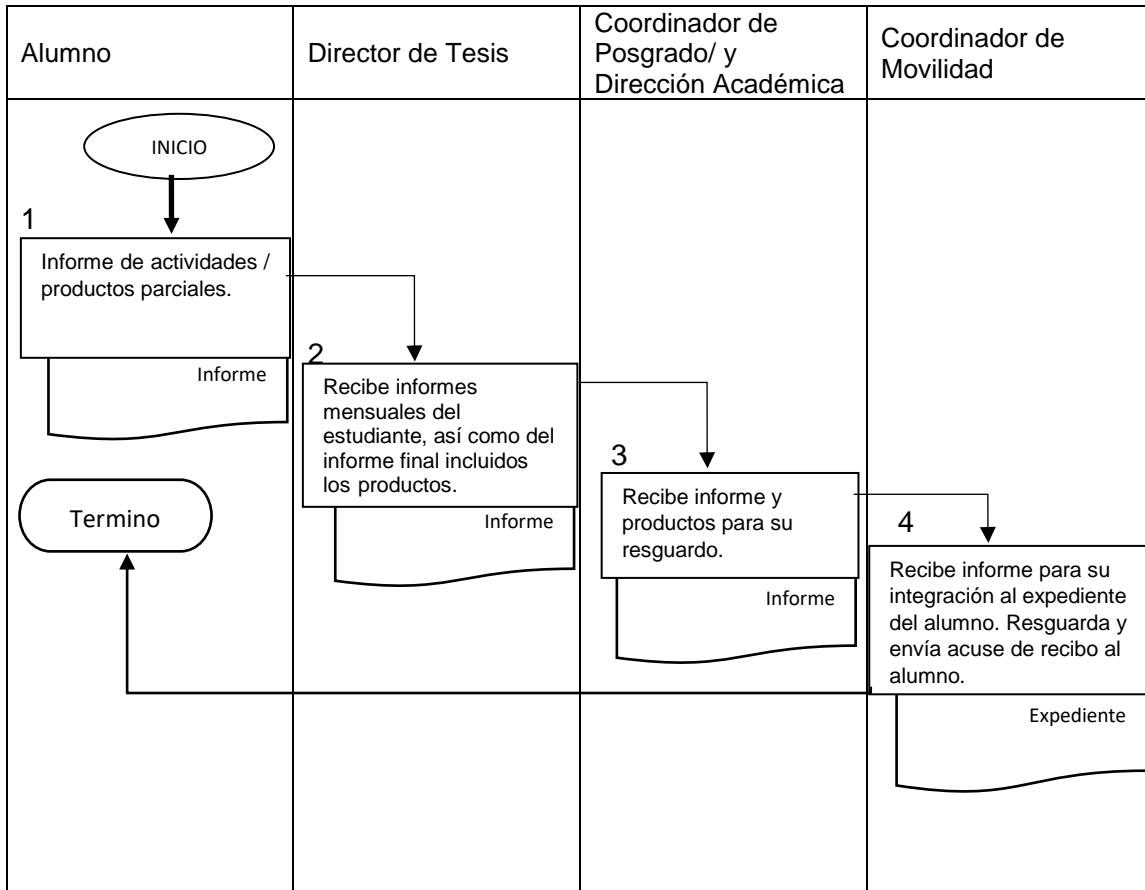 Alumno
Director de Tesis
Coordinador de
Posgrado/ y
Dirección Académica
Coordinador de
Movilidad
INICIO
1
Informe de actividades /
productos parciales.
Informe
2
Recibe informes
mensuales del
estudiante, así como del
informe final incluidos
los productos.
Informe
3
Recibe informe y
productos para su
resguardo.
Informe
4
Recibe informe para su
integración al expediente
del alumno. Resguarda y
envía acuse de recibo al
alumno.
Expediente
Termino